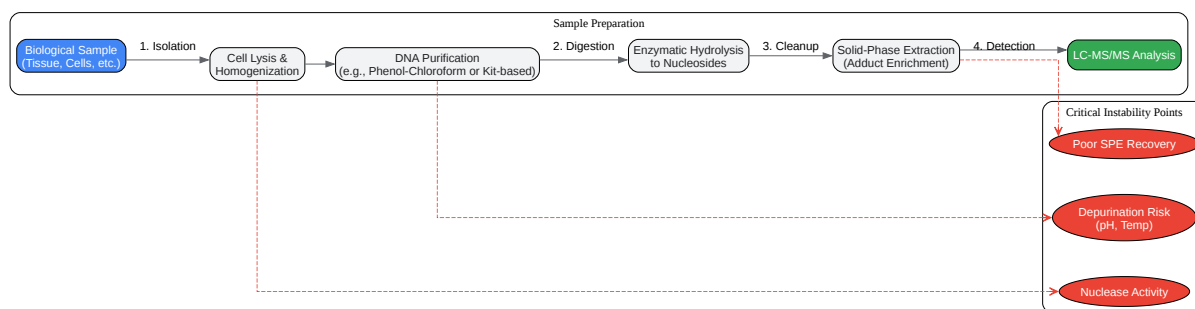 Sample Preparation
Biological Sample
(Tissue, Cells, etc.)
1. Isolation
Cell Lysis &
Homogenization
DNA Purification
(e.g., Phenol-Chloroform or Kit-based)
2. Digestion
Enzymatic Hydrolysis
to Nucleosides
3. Cleanup
Solid-Phase Extraction
(Adduct Enrichment)
4. Detection
LC-MS/MS Analysis
Critical Instability Points
Poor SPE Recovery
Depurination Risk
(pH, Temp)
Nuclease Activity